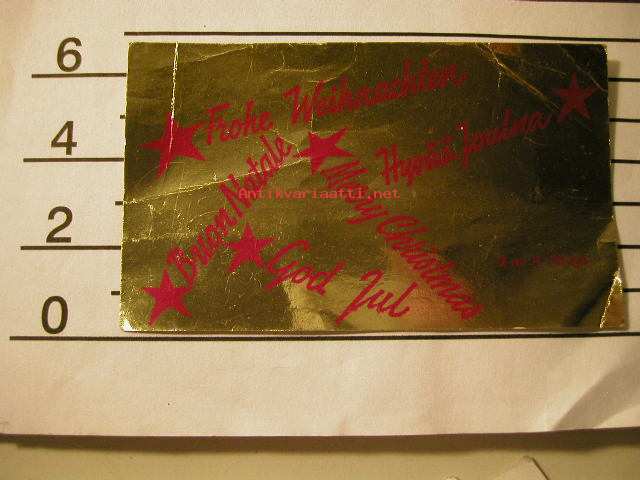 6
4
2
0
Frohe Weihnachten
Hyvää Joulua
Buon Natale
Merry Christmas
God Jul
Antikvariaatti.net